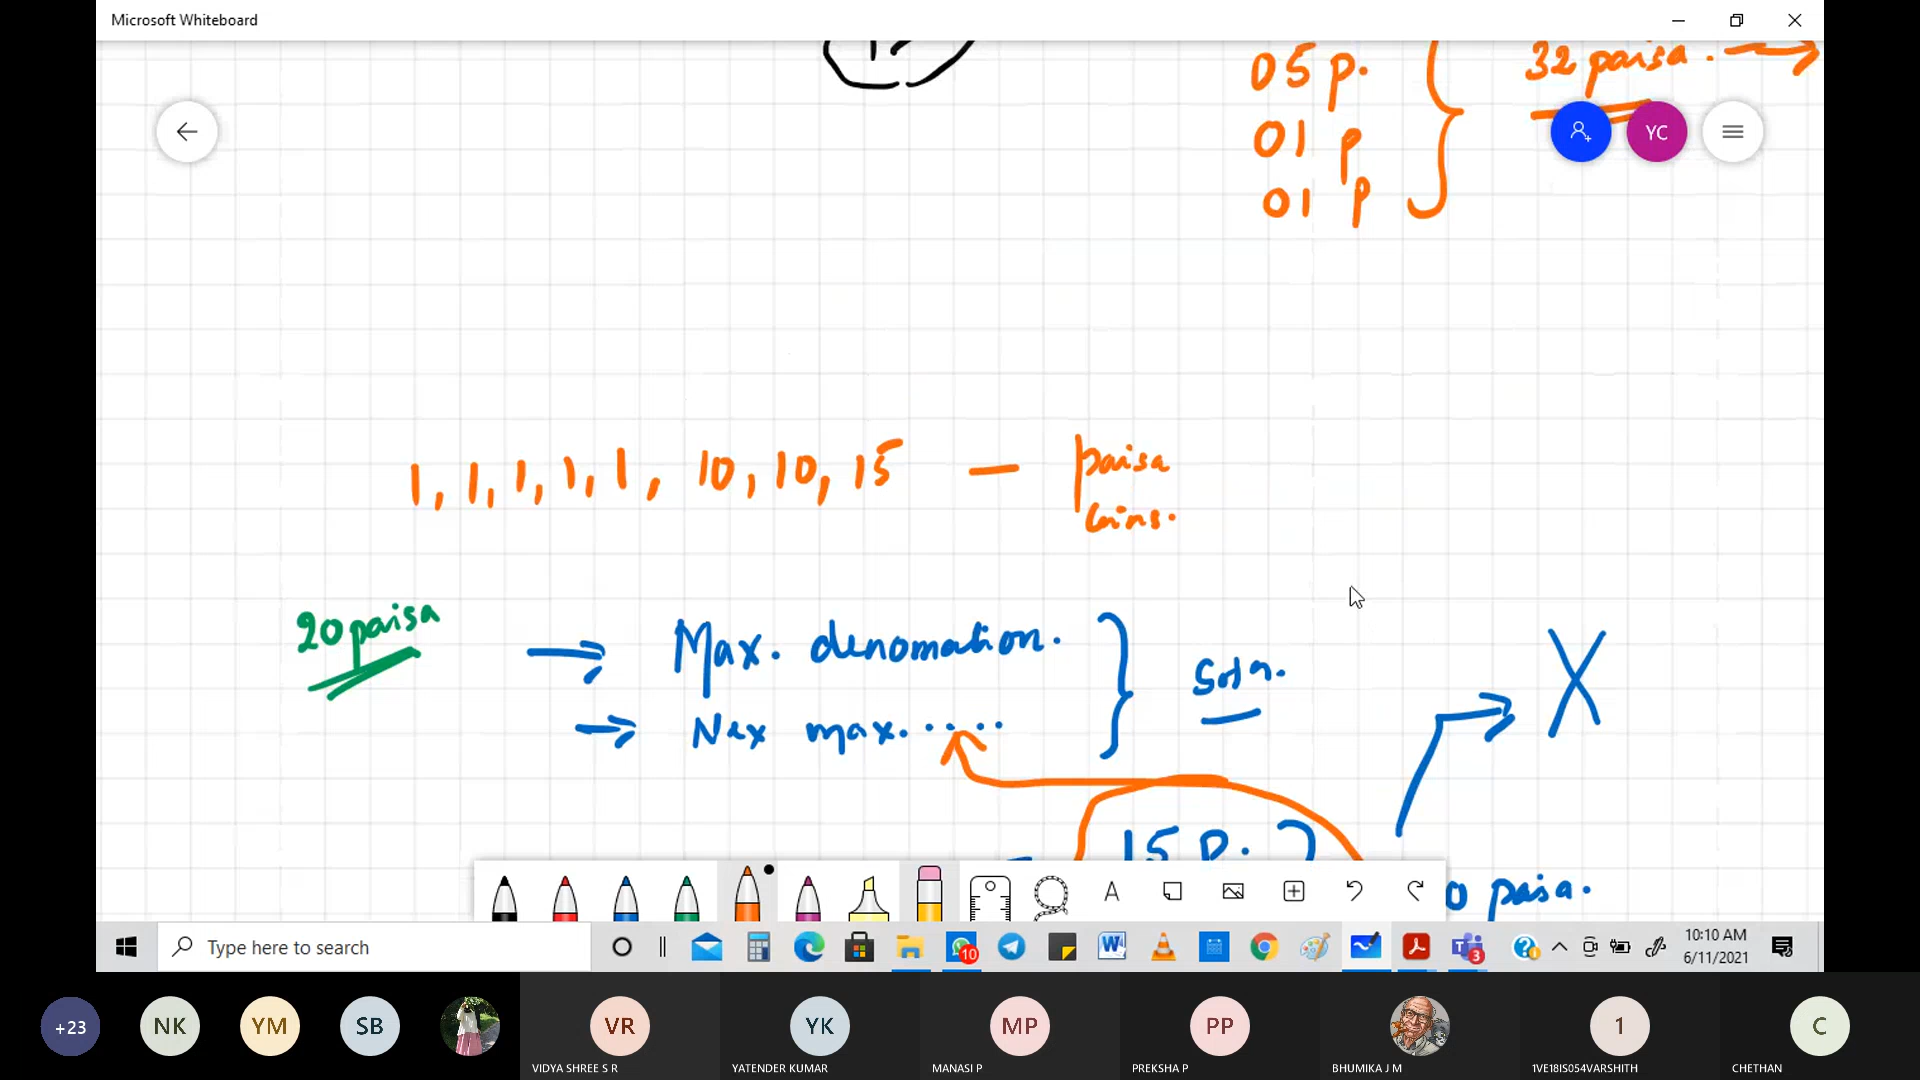 Microsoft Whiteboard
05 p.
32 paisa.
01 p
01 p
YC
1, 1, 1, 1, 1, 10, 10, 15 — paisa
coins.
20 paisa
Max. denomation.
Nex max. .....
Soln.
X
15 P.
0 paisa.
A
Type here to search
10
W
3
10:10 AM
6/11/2021
+23
NK
YM
SB
VR
YK
MP
PP
1
C
VIDYA SHREE S R
YATENDER KUMAR
MANASI P
PREKSHA P
BHUMIKA J M
1VE18IS054VARSHITH
CHETHAN